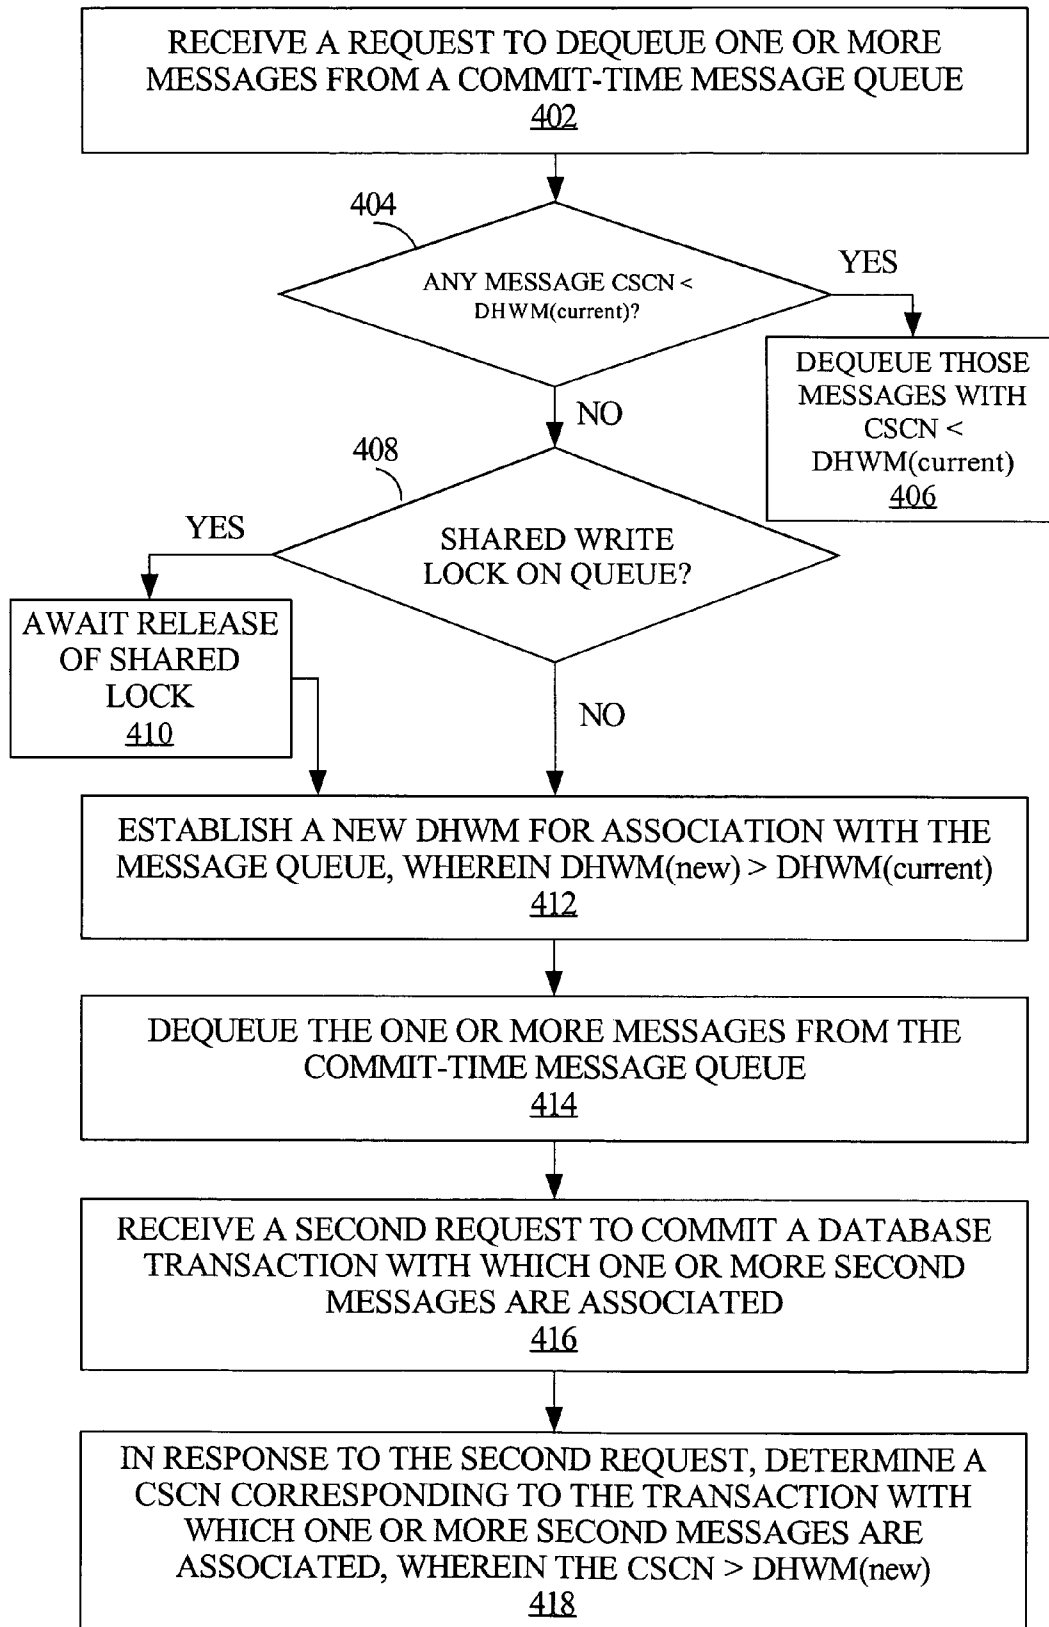 RECEIVE A REQUEST TO DEQUEUE ONE OR MORE
MESSAGES FROM A COMMIT-TIME MESSAGE QUEUE
402
404
ANY MESSAGE CSCN <
DHWM(current)?
YES
DEQUEUE THOSE
MESSAGES WITH
CSCN <
DHWM(current)
406
NO
408
SHARED WRITE
LOCK ON QUEUE?
YES
AWAIT RELEASE
OF SHARED
LOCK
410
NO
ESTABLISH A NEW DHWM FOR ASSOCIATION WITH THE
MESSAGE QUEUE, WHEREIN DHWM(new) > DHWM(current)
412
DEQUEUE THE ONE OR MORE MESSAGES FROM THE
COMMIT-TIME MESSAGE QUEUE
414
RECEIVE A SECOND REQUEST TO COMMIT A DATABASE
TRANSACTION WITH WHICH ONE OR MORE SECOND
MESSAGES ARE ASSOCIATED
416
IN RESPONSE TO THE SECOND REQUEST, DETERMINE A
CSCN CORRESPONDING TO THE TRANSACTION WITH
WHICH ONE OR MORE SECOND MESSAGES ARE
ASSOCIATED, WHEREIN THE CSCN > DHWM(new)
418